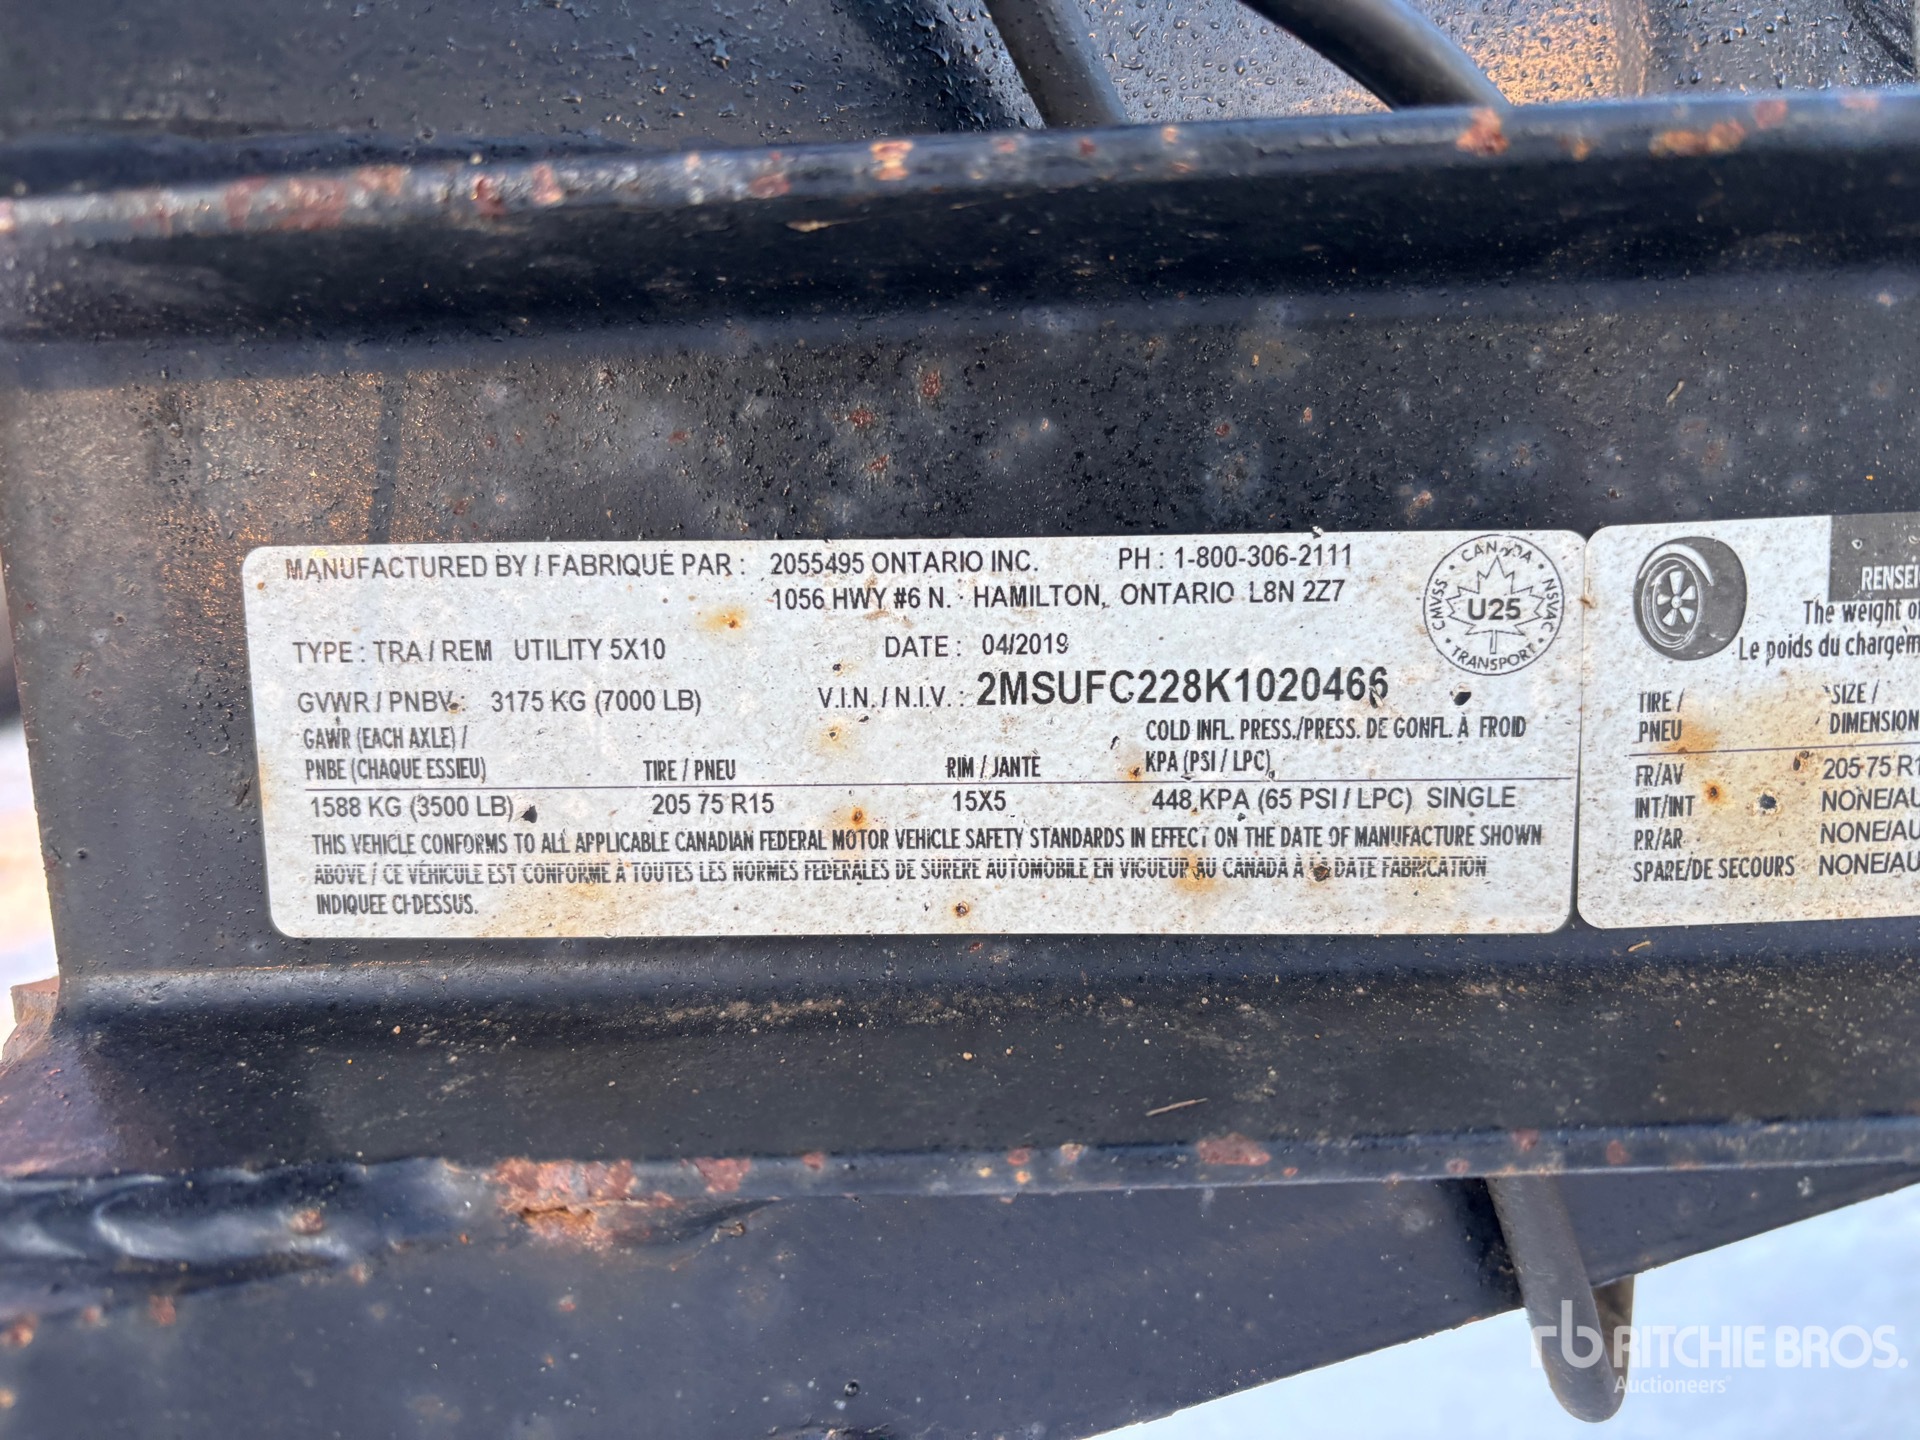 MANUFACTURED BY / FABRIQUÉ PAR : 2055495 ONTARIO INC. PH : 1-800-306-2111
1056 HWY #6 N. HAMILTON, ONTARIO L8N 2Z7
TYPE : TRA / REM UTILITY 5X10 DATE : 04/2019
GVWR / PNBV : 3175 KG (7000 LB) V.I.N. / N.I.V. : 2MSUFC228K1020466
GAWR (EACH AXLE) / COLD INFL. PRESS./PRESS. DE GONFL. À FROID
PNBE (CHAQUE ESSIEU) TIRE / PNEU RIM / JANTE KPA (PSI / LPC)
1588 KG (3500 LB) 205 75 R15 15X5 448 KPA (65 PSI / LPC) SINGLE
THIS VEHICLE CONFORMS TO ALL APPLICABLE CANADIAN FEDERAL MOTOR VEHICLE SAFETY STANDARDS IN EFFECT ON THE DATE OF MANUFACTURE SHOWN
ABOVE / CE VÉHICULE EST CONFORME À TOUTES LES NORMES FÉDÉRALES DE SURERE AUTOMOBILE EN VIGUEUR AU CANADA À LA DATE FABRICATION
INDIQUEE CI-DESSUS.
CANADA
CMVSS U25 NSVAC
TRANSPORT
RENSEI
The weight o
Le poids du chargem
TIRE / SIZE /
PNEU DIMENSION
FR/AV 205 75 R1
INT/INT NONE/AU
RR/AR NONE/AU
SPARE/DE SECOURS NONE/AU
rb RITCHIE BROS.
Auctioneers